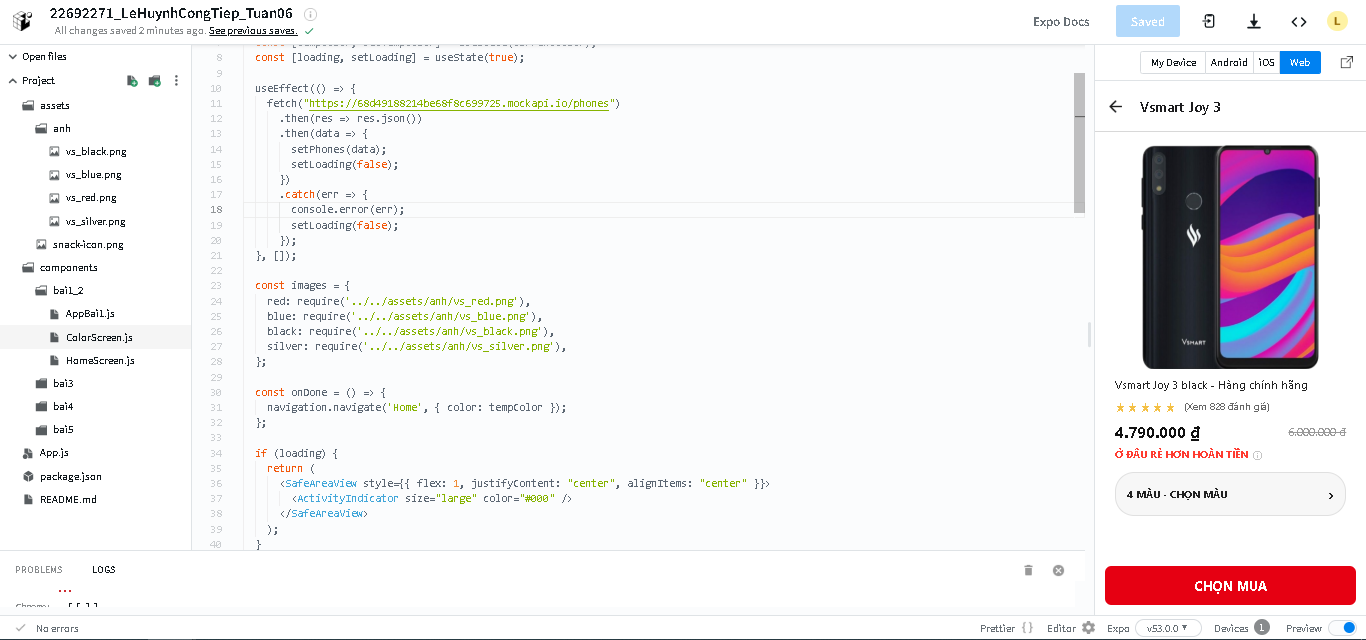 22692271_LeHuynhCongTiep_Tuan06
All changes saved 2 minutes ago. See previous saves.
Expo Docs
Saved
L
Open files
Project
assets
anh
vs_black.png
vs_blue.png
vs_red.png
vs_silver.png
snack-icon.png
components
bai1_2
AppBai1.js
ColorScreen.js
HomeScreen.js
bai3
bai4
bai5
App.js
package.json
README.md
8 const [loading, setLoading] = useState(true);
9
10 useEffect(() => {
11 fetch("https://68d49180214be68f8c699725.mockapi.io/phones")
12 .then(res => res.json())
13 .then(data => {
14 setPhones(data);
15 setLoading(false);
16 })
17 .catch(err => {
18 console.error(err);
19 setLoading(false);
20 });
21 }, []);
22
23 const images = {
24 red: require('../../assets/anh/vs_red.png'),
25 blue: require('../../assets/anh/vs_blue.png'),
26 black: require('../../assets/anh/vs_black.png'),
27 silver: require('../../assets/anh/vs_silver.png'),
28 };
29
30 const onDone = () => {
31 navigation.navigate('Home', { color: tempColor });
32 };
33
34 if (loading) {
35 return (
36 <SafeAreaView style={{ flex: 1, justifyContent: "center", alignItems: "center" }}>
37 <ActivityIndicator size="large" color="#000" />
38 </SafeAreaView>
39 );
40 }
PROBLEMS LOGS
No errors
Prettier { } Editor Expo v53.0.0 Devices 1 Preview
My Device Android iOS Web
Vsmart Joy 3
VSMART
Vsmart Joy 3 black - Hàng chính hãng
★★★★★ (Xem 828 đánh giá)
4.790.000 ₫ 6.000.000 ₫
Ở ĐÂU RẺ HƠN HOÀN TIỀN
4 MÀU - CHỌN MÀU
CHỌN MUA